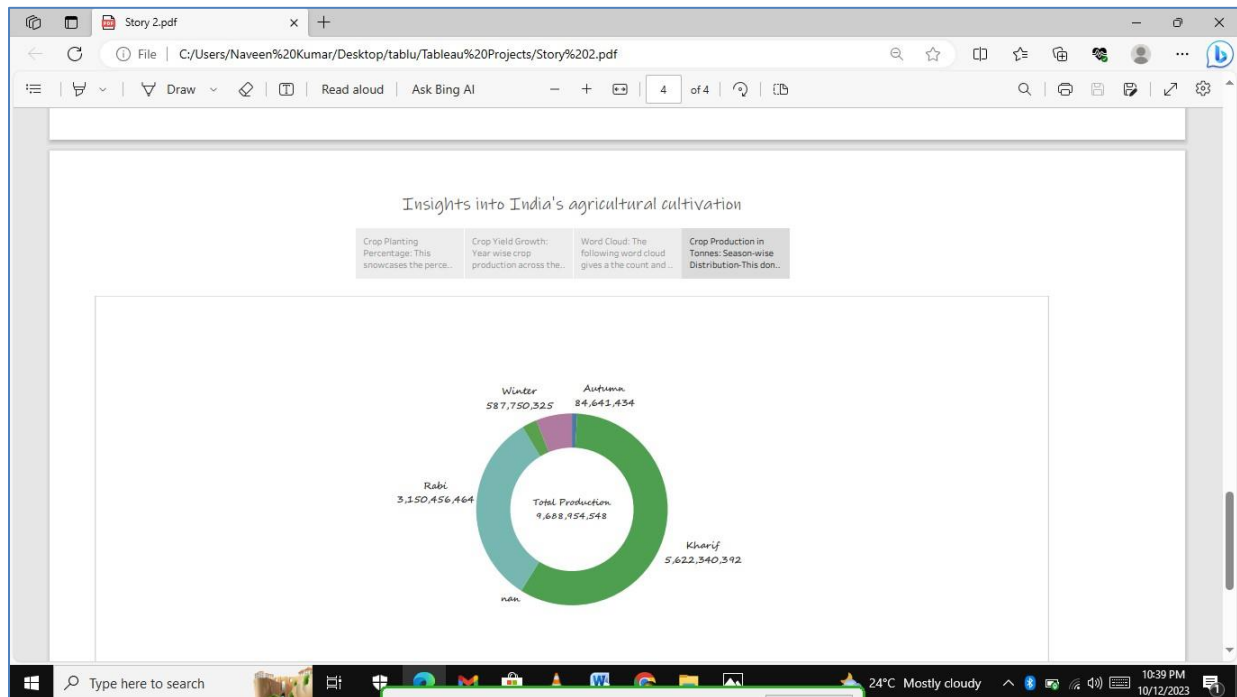 Story 2.pdf
File | C:/Users/Naveen%20Kumar/Desktop/tablu/Tableau%20Projects/Story%202.pdf
Draw
Read aloud
Ask Bing AI
4
of 4
Insights into India's agricultural cultivation
Crop Planting
Percentage: This
snowcases the perce..
Crop Yield Growth:
Year wise crop
production across the..
Word Cloud: The
following word cloud
gives a the count and ..
Crop Production in
Tonnes: Season-wise
Distribution-This don..
Winter
587,750,325
Autumn
84,641,434
Rabi
3,150,456,464
Total Production
9,688,954,548
Kharif
5,622,340,392
nan
Type here to search
24°C Mostly cloudy
10:39 PM
10/12/2023